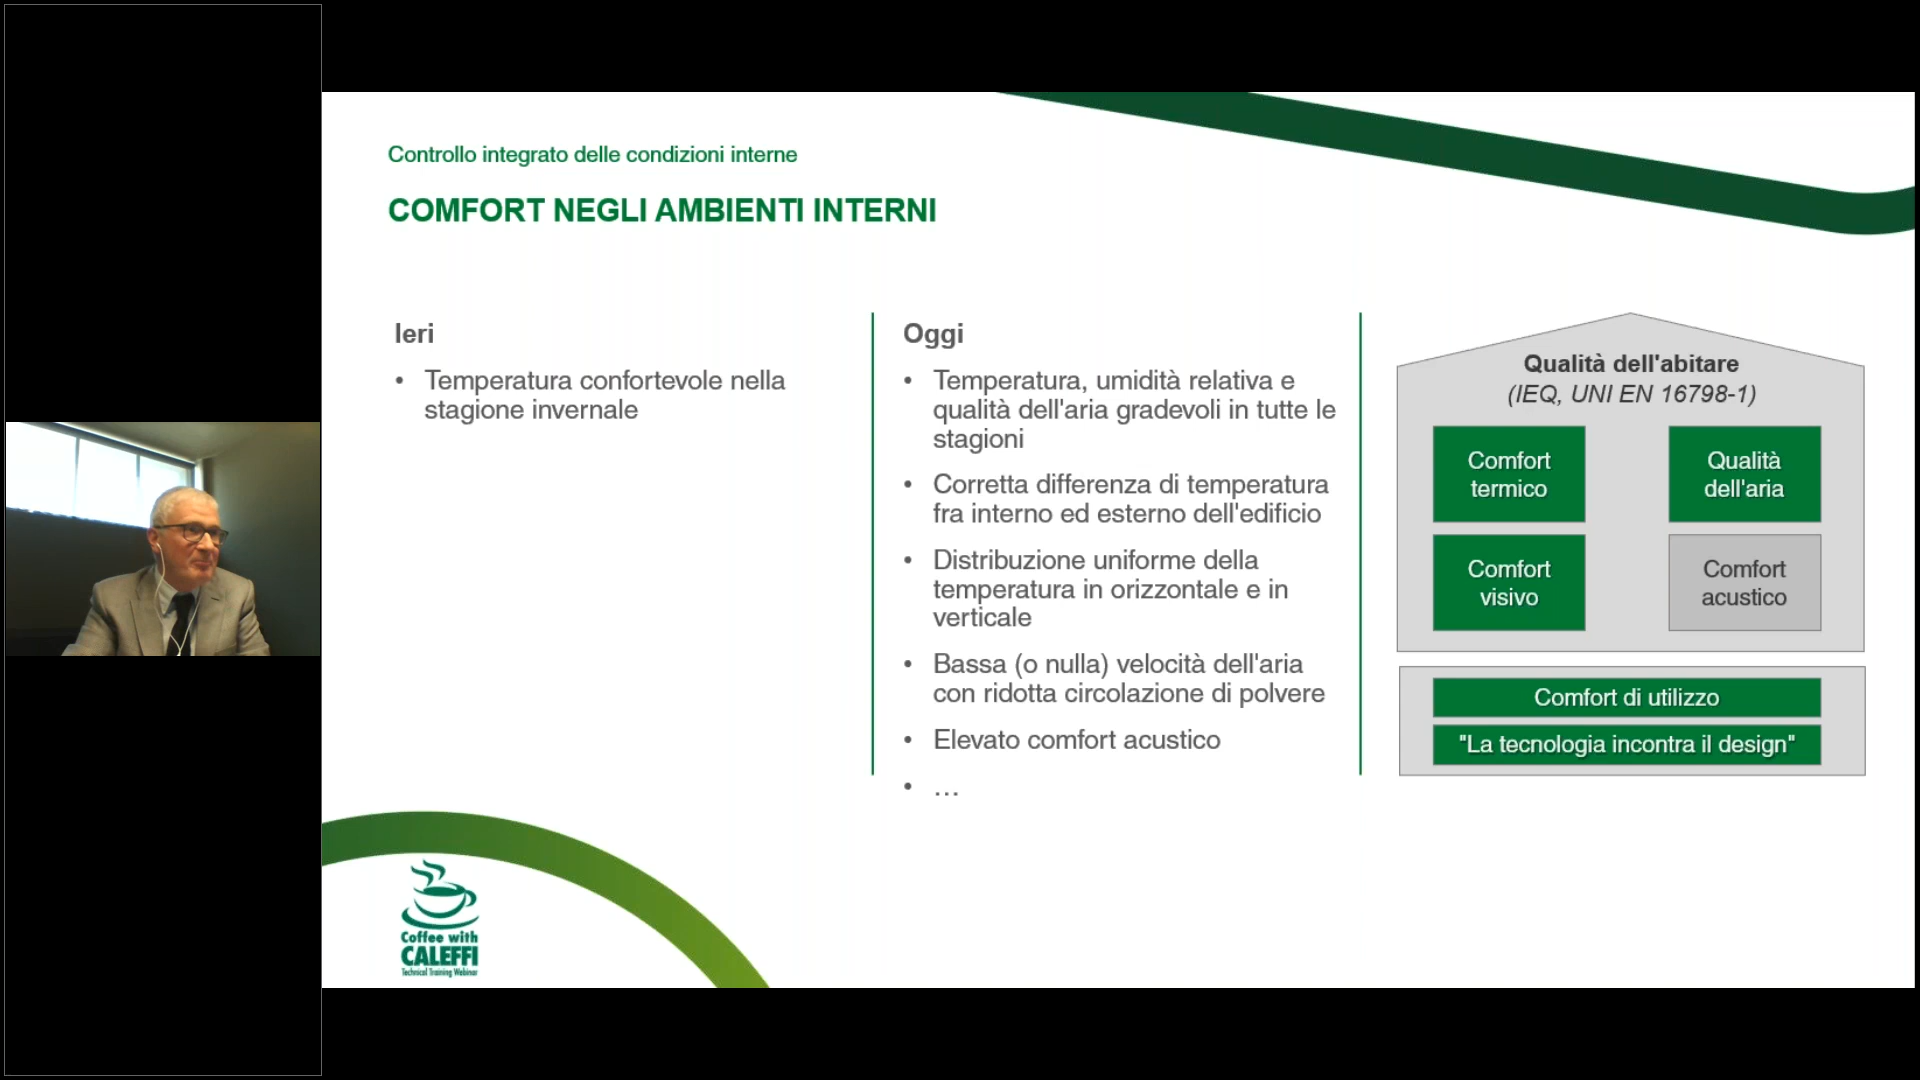 Controllo integrato delle condizioni interne
COMFORT NEGLI AMBIENTI INTERNI
Ieri
• Temperatura confortevole nella
stagione invernale
Oggi
• Temperatura, umidità relativa e
qualità dell'aria gradevoli in tutte le
stagioni
• Corretta differenza di temperatura
fra interno ed esterno dell'edificio
• Distribuzione uniforme della
temperatura in orizzontale e in
verticale
• Bassa (o nulla) velocità dell'aria
con ridotta circolazione di polvere
• Elevato comfort acustico
• …
Qualità dell'abitare
(IEQ, UNI EN 16798-1)
Comfort
termico
Qualità
dell'aria
Comfort
visivo
Comfort
acustico
Comfort di utilizzo
"La tecnologia incontra il design"
Coffee with
CALEFFI
Technical Training Webinar